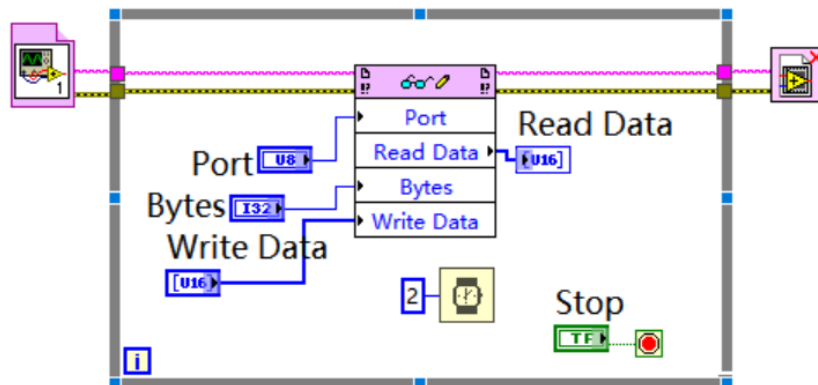 1
Port
Read Data
Read Data
[U16]
Port
U8
Bytes
Bytes
I32
Write Data
Write Data
[U16]
2
Stop
TF
i